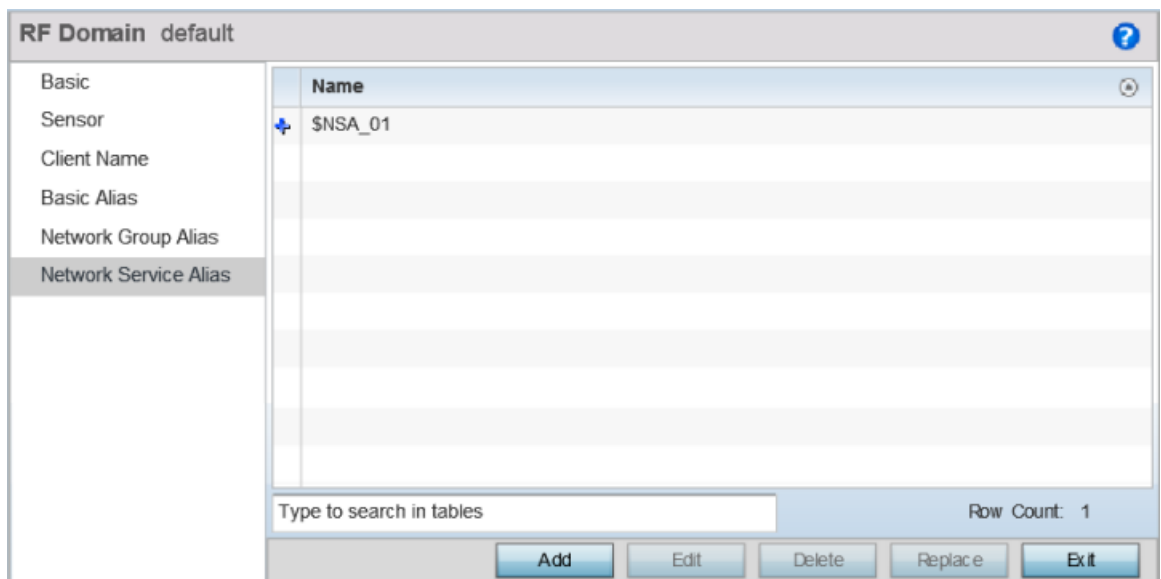 RF Domain default
?
Basic
Sensor
Client Name
Basic Alias
Network Group Alias
Network Service Alias
Name
$NSA_01
Type to search in tables
Row Count: 1
Add
Edit
Delete
Replace
Exit